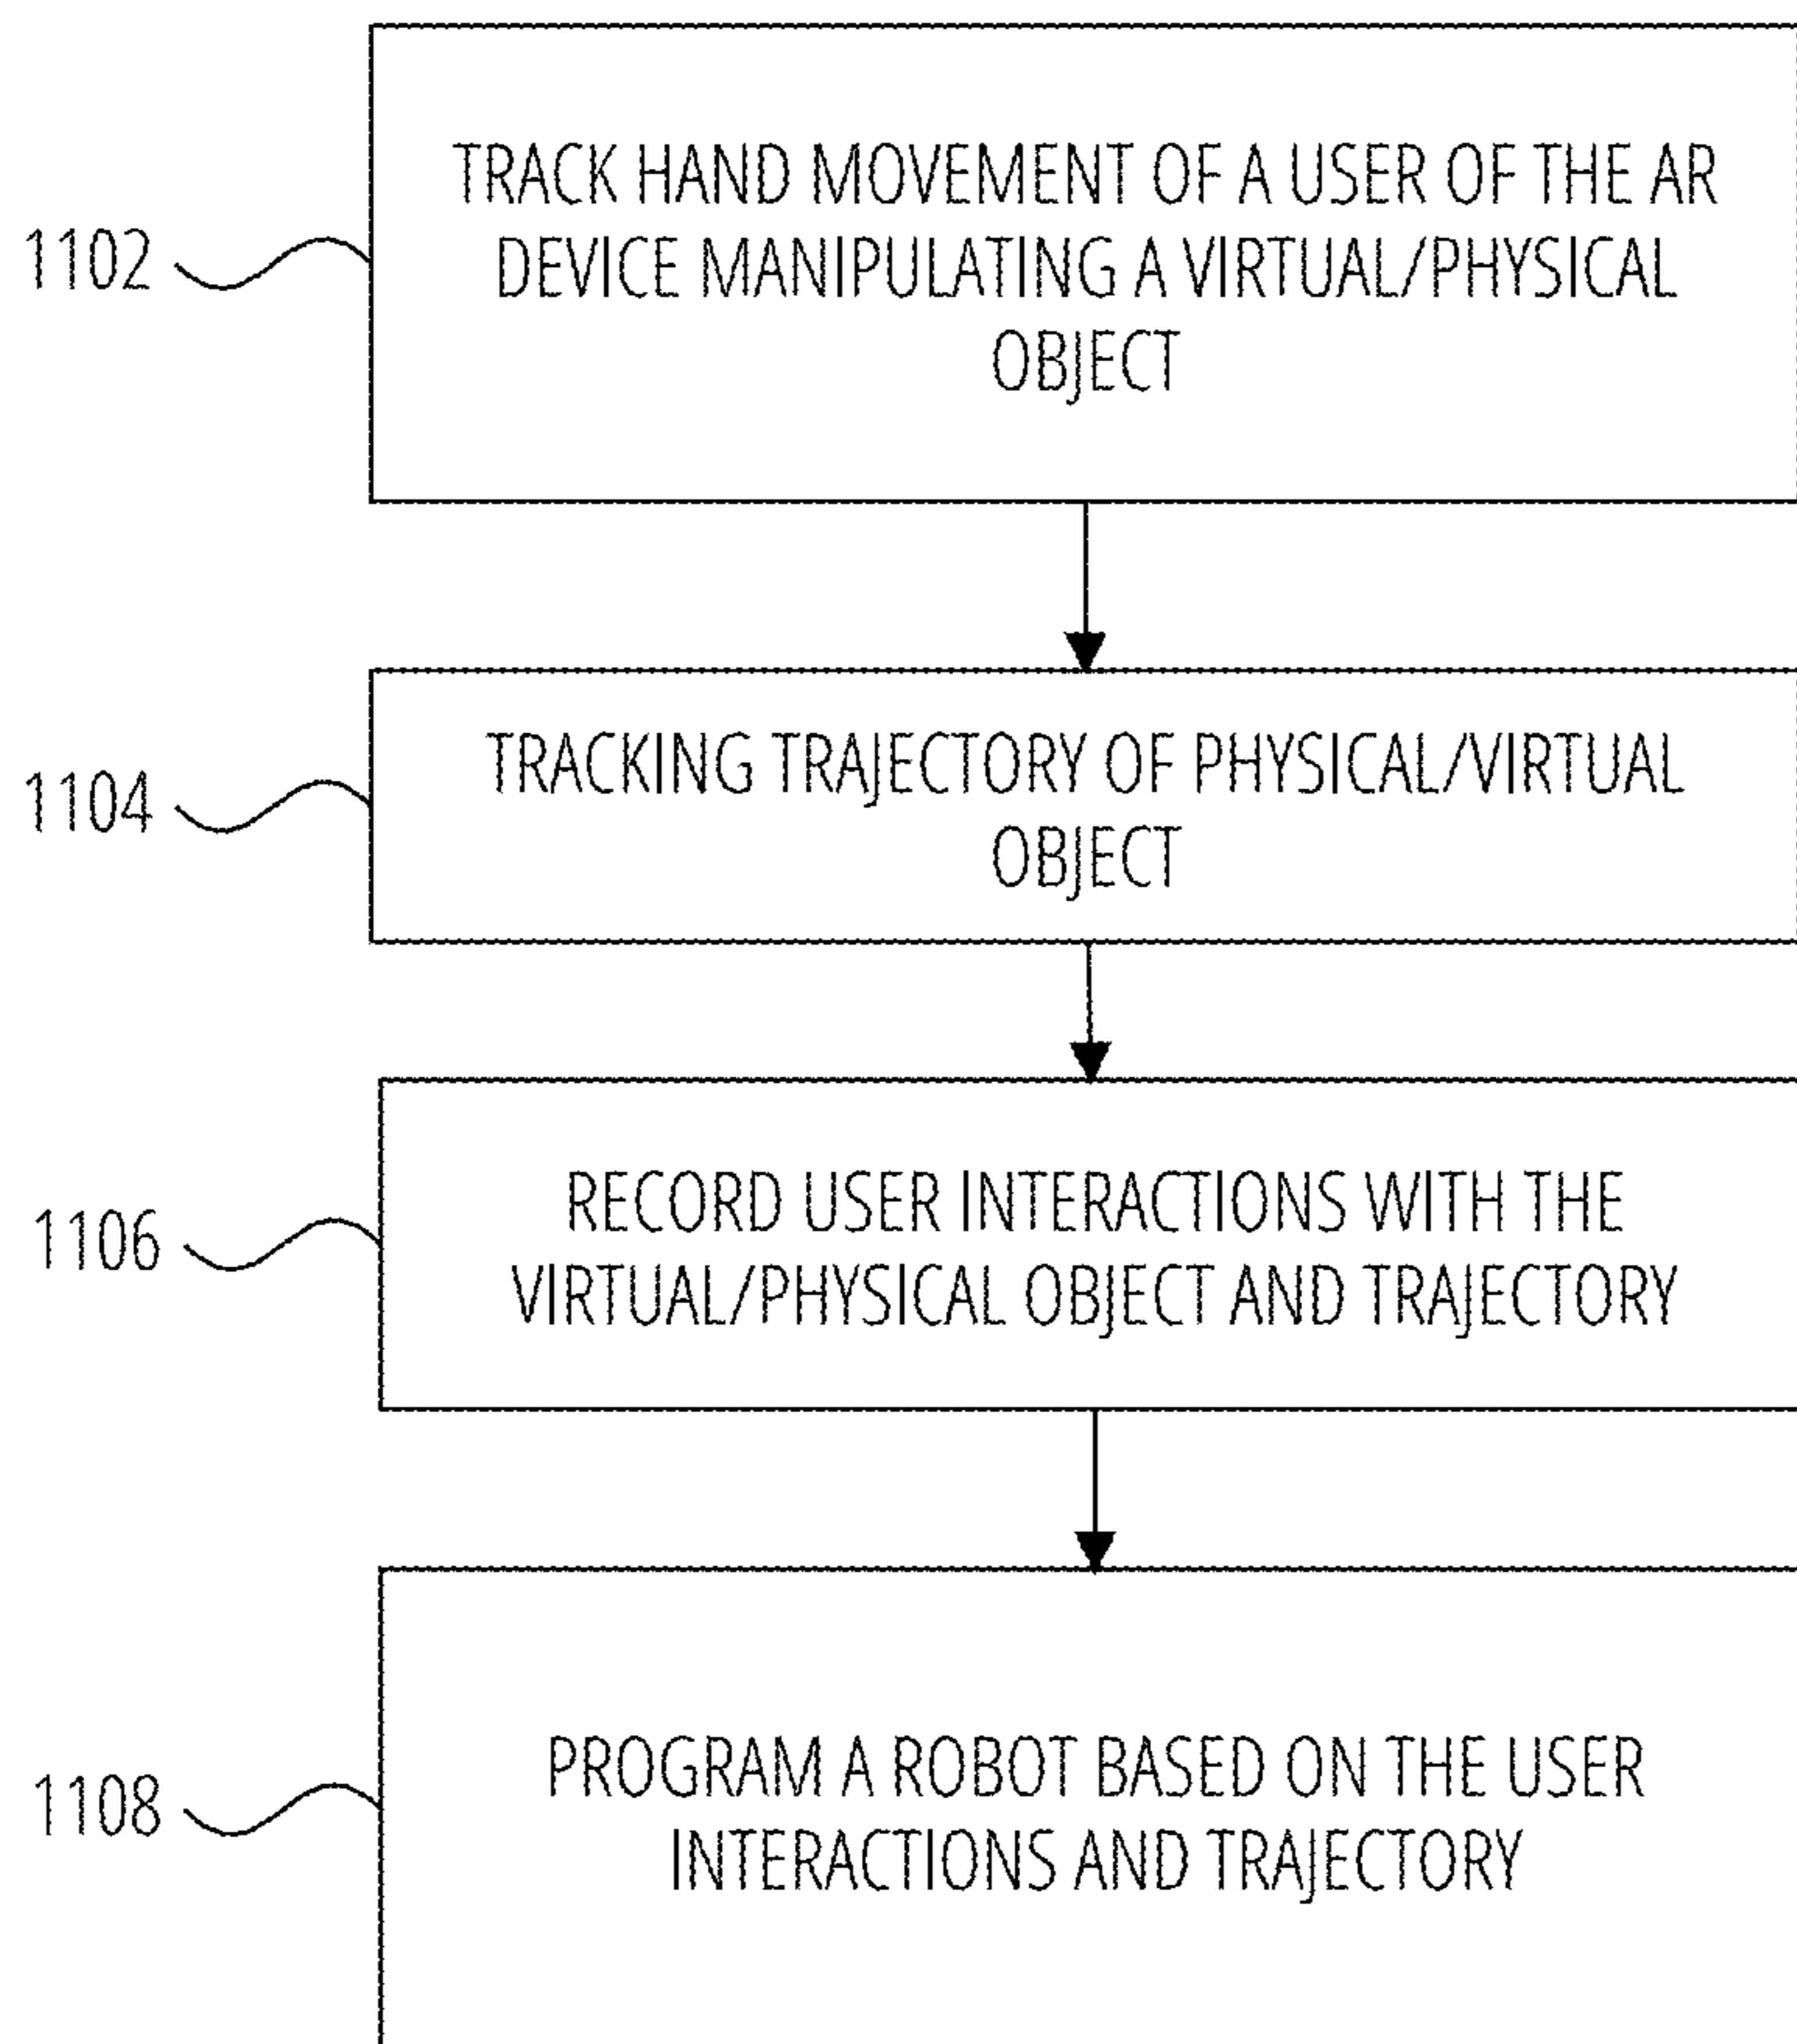 1102
TRACK HAND MOVEMENT OF A USER OF THE AR
DEVICE MANIPULATING A VIRTUAL/PHYSICAL
OBJECT
1104
TRACKING TRAJECTORY OF PHYSICAL/VIRTUAL
OBJECT
1106
RECORD USER INTERACTIONS WITH THE
VIRTUAL/PHYSICAL OBJECT AND TRAJECTORY
1108
PROGRAM A ROBOT BASED ON THE USER
INTERACTIONS AND TRAJECTORY